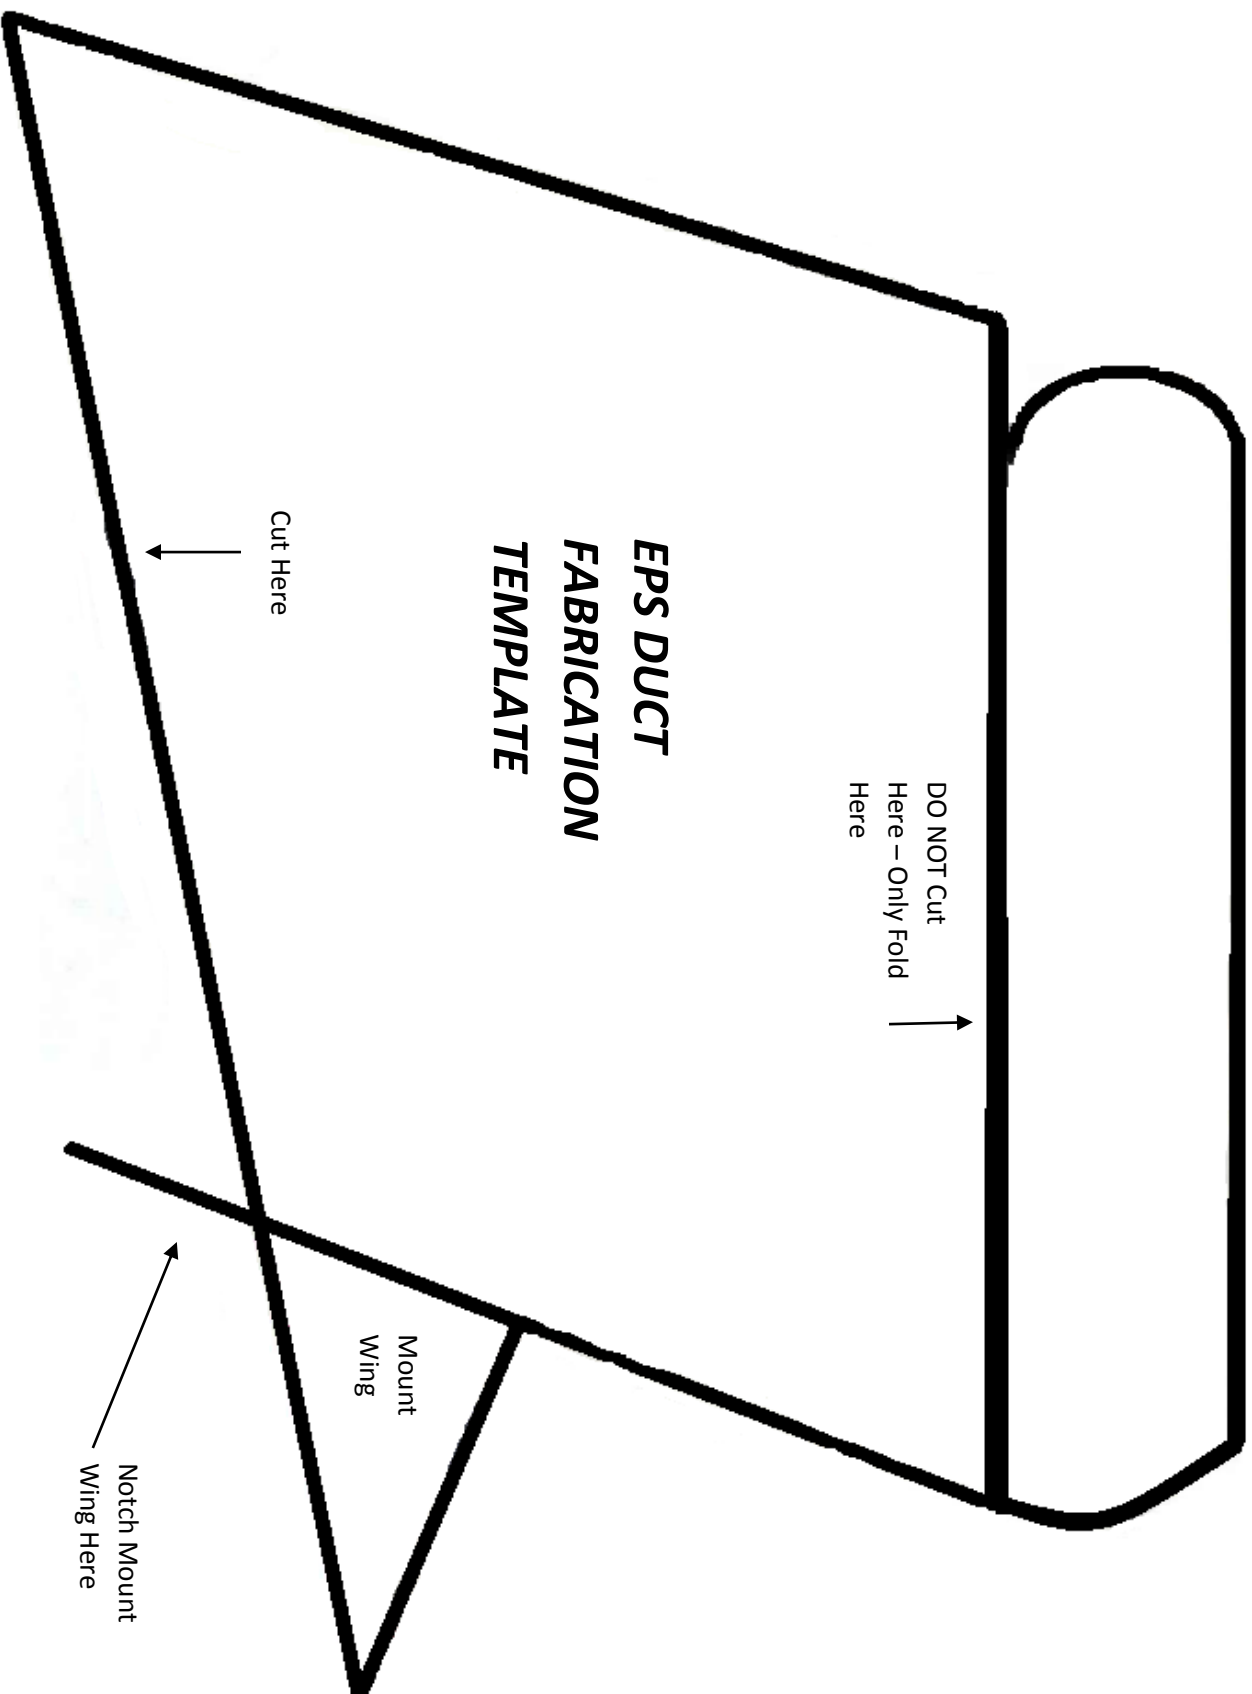 DO NOT Cut
Here – Only Fold
Here
EPS DUCT
FABRICATION
TEMPLATE
Cut Here
Mount
Wing
Notch Mount
Wing Here